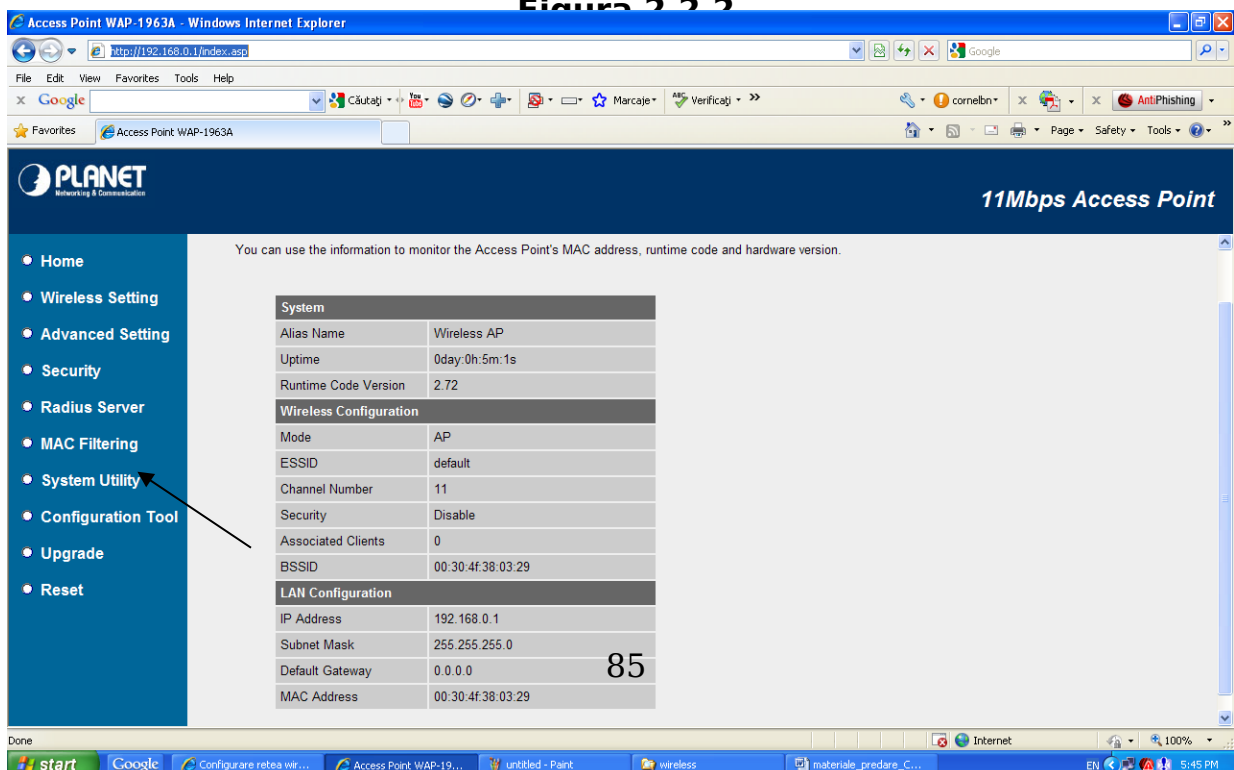 Figura 2.2.2
Access Point WAP-1963A - Windows Internet Explorer
http://192.168.0.1/index.asp
Google
File Edit View Favorites Tools Help
x Google Căutați Marcaje Verificați >> cornelbn x x AntiPhishing
Favorites Access Point WAP-1963A Page Safety Tools >>
PLANET
Networking & Communication
11Mbps Access Point
Home
Wireless Setting
Advanced Setting
Security
Radius Server
MAC Filtering
System Utility
Configuration Tool
Upgrade
Reset
You can use the information to monitor the Access Point's MAC address, runtime code and hardware version.
System
Alias Name Wireless AP
Uptime 0day:0h:5m:1s
Runtime Code Version 2.72
Wireless Configuration
Mode AP
ESSID default
Channel Number 11
Security Disable
Associated Clients 0
BSSID 00:30:4f:38:03:29
LAN Configuration
IP Address 192.168.0.1
Subnet Mask 255.255.255.0
Default Gateway 0.0.0.0
MAC Address 00:30:4f:38:03:29
85
Done Internet 100%
start Google Configurare retea wir... Access Point WAP-19... untitled - Paint wireless materiale_predare_C... EN 5:45 PM